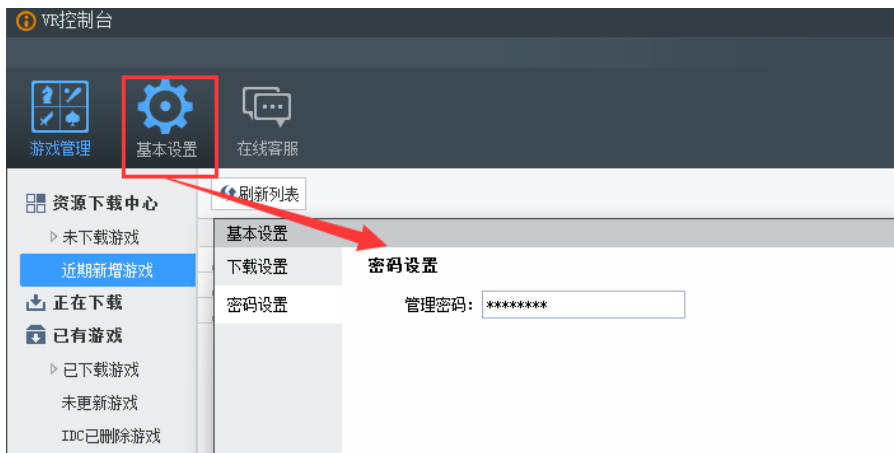 VR控制台
游戏管理
基本设置
在线客服
资源下载中心
未下载游戏
近期新增游戏
正在下载
已有游戏
已下载游戏
未更新游戏
IDC已删除游戏
刷新列表
基本设置
下载设置
密码设置
密码设置
管理密码: ********